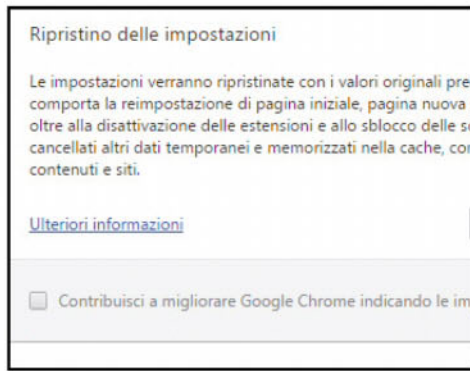 Ripristino delle impostazioni
Le impostazioni verranno ripristinate con i valori originali pre
comporta la reimpostazione di pagina iniziale, pagina nuova
oltre alla disattivazione delle estensioni e allo sblocco delle s
cancellati altri dati temporanei e memorizzati nella cache, co
contenuti e siti.
Ulteriori informazioni
Contribuisci a migliorare Google Chrome indicando le im